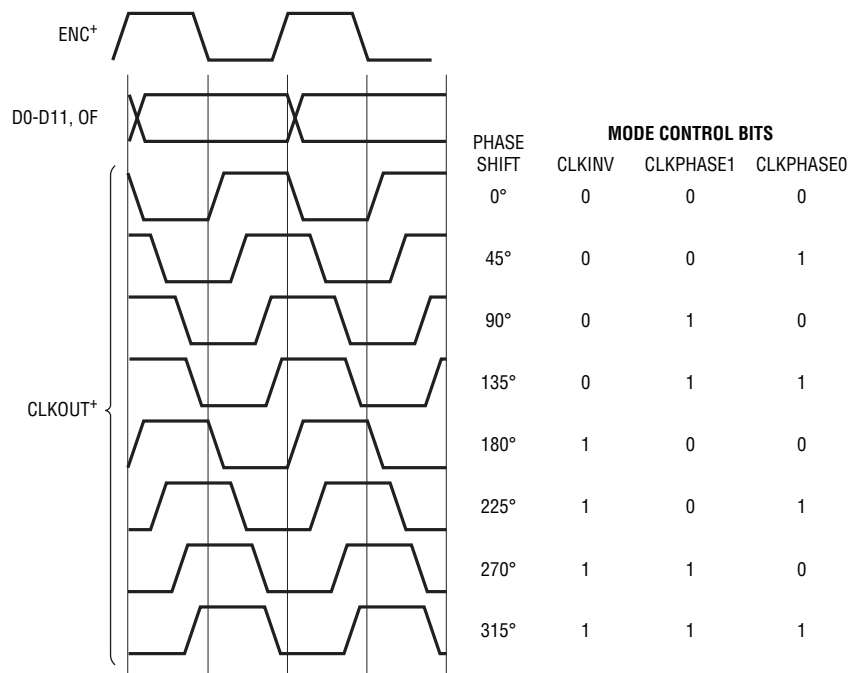 ENC+
D0-D11, OF
CLKOUT+
PHASE SHIFT
MODE CONTROL BITS
CLKINV CLKPHASE1 CLKPHASE0
0° 0 0 0
45° 0 0 1
90° 0 1 0
135° 0 1 1
180° 1 0 0
225° 1 0 1
270° 1 1 0
315° 1 1 1